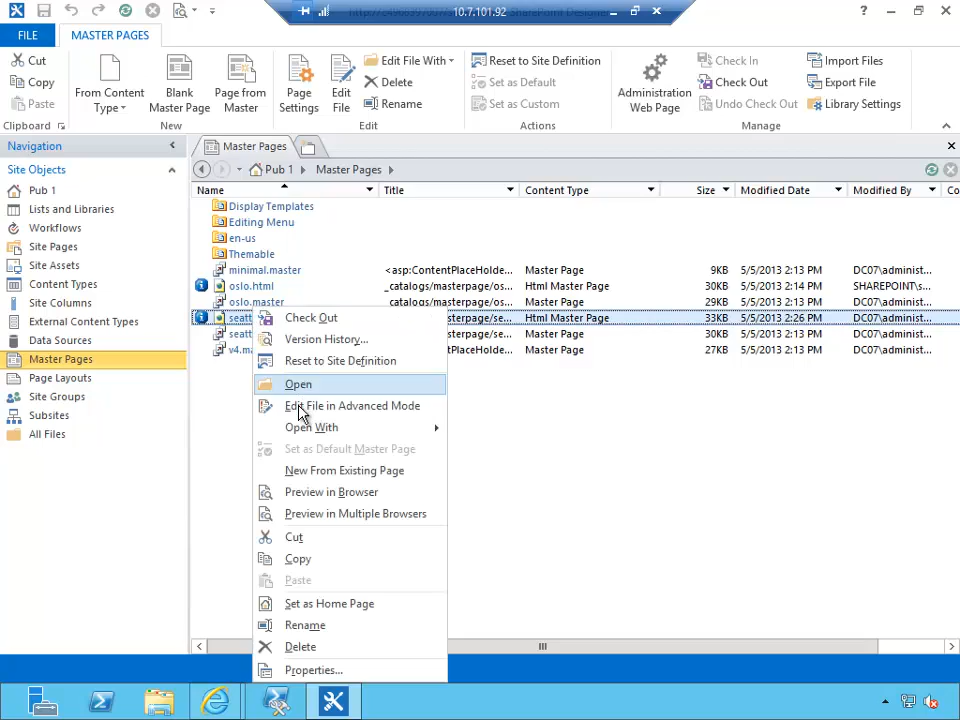 10.7.101.92
SharePoint Designer
FILE
MASTER PAGES
Cut
Copy
Paste
Clipboard
From Content Type
Blank Master Page
Page from Master
New
Page Settings
Edit File
Edit File With
Delete
Rename
Edit
Reset to Site Definition
Set as Default
Set as Custom
Actions
Administration Web Page
Check In
Check Out
Undo Check Out
Import Files
Export File
Library Settings
Manage
Navigation
Site Objects
Pub 1
Lists and Libraries
Workflows
Site Pages
Site Assets
Content Types
Site Columns
External Content Types
Data Sources
Master Pages
Page Layouts
Site Groups
Subsites
All Files
Master Pages
Pub 1 Master Pages
Name Title Content Type Size Modified Date Modified By Co
Display Templates
Editing Menu
en-us
Themable
minimal.master <asp:ContentPlaceHolde... Master Page 9KB 5/5/2013 2:13 PM DC07\administ...
oslo.html _catalogs/masterpage/os... Html Master Page 30KB 5/5/2013 2:14 PM SHAREPOINT\s...
oslo.master _catalogs/masterpage/os... Master Page 29KB 5/5/2013 2:13 PM DC07\administ...
seatt masterpage/se... Html Master Page 33KB 5/5/2013 2:26 PM DC07\administ...
seatt masterpage/se... Master Page 30KB 5/5/2013 2:13 PM DC07\administ...
v4.ma ntPlaceHolde... Master Page 27KB 5/5/2013 2:13 PM DC07\administ...
Check Out
Version History...
Reset to Site Definition
Open
Edit File in Advanced Mode
Open With
Set as Default Master Page
New From Existing Page
Preview in Browser
Preview in Multiple Browsers
Cut
Copy
Paste
Set as Home Page
Rename
Delete
Properties...